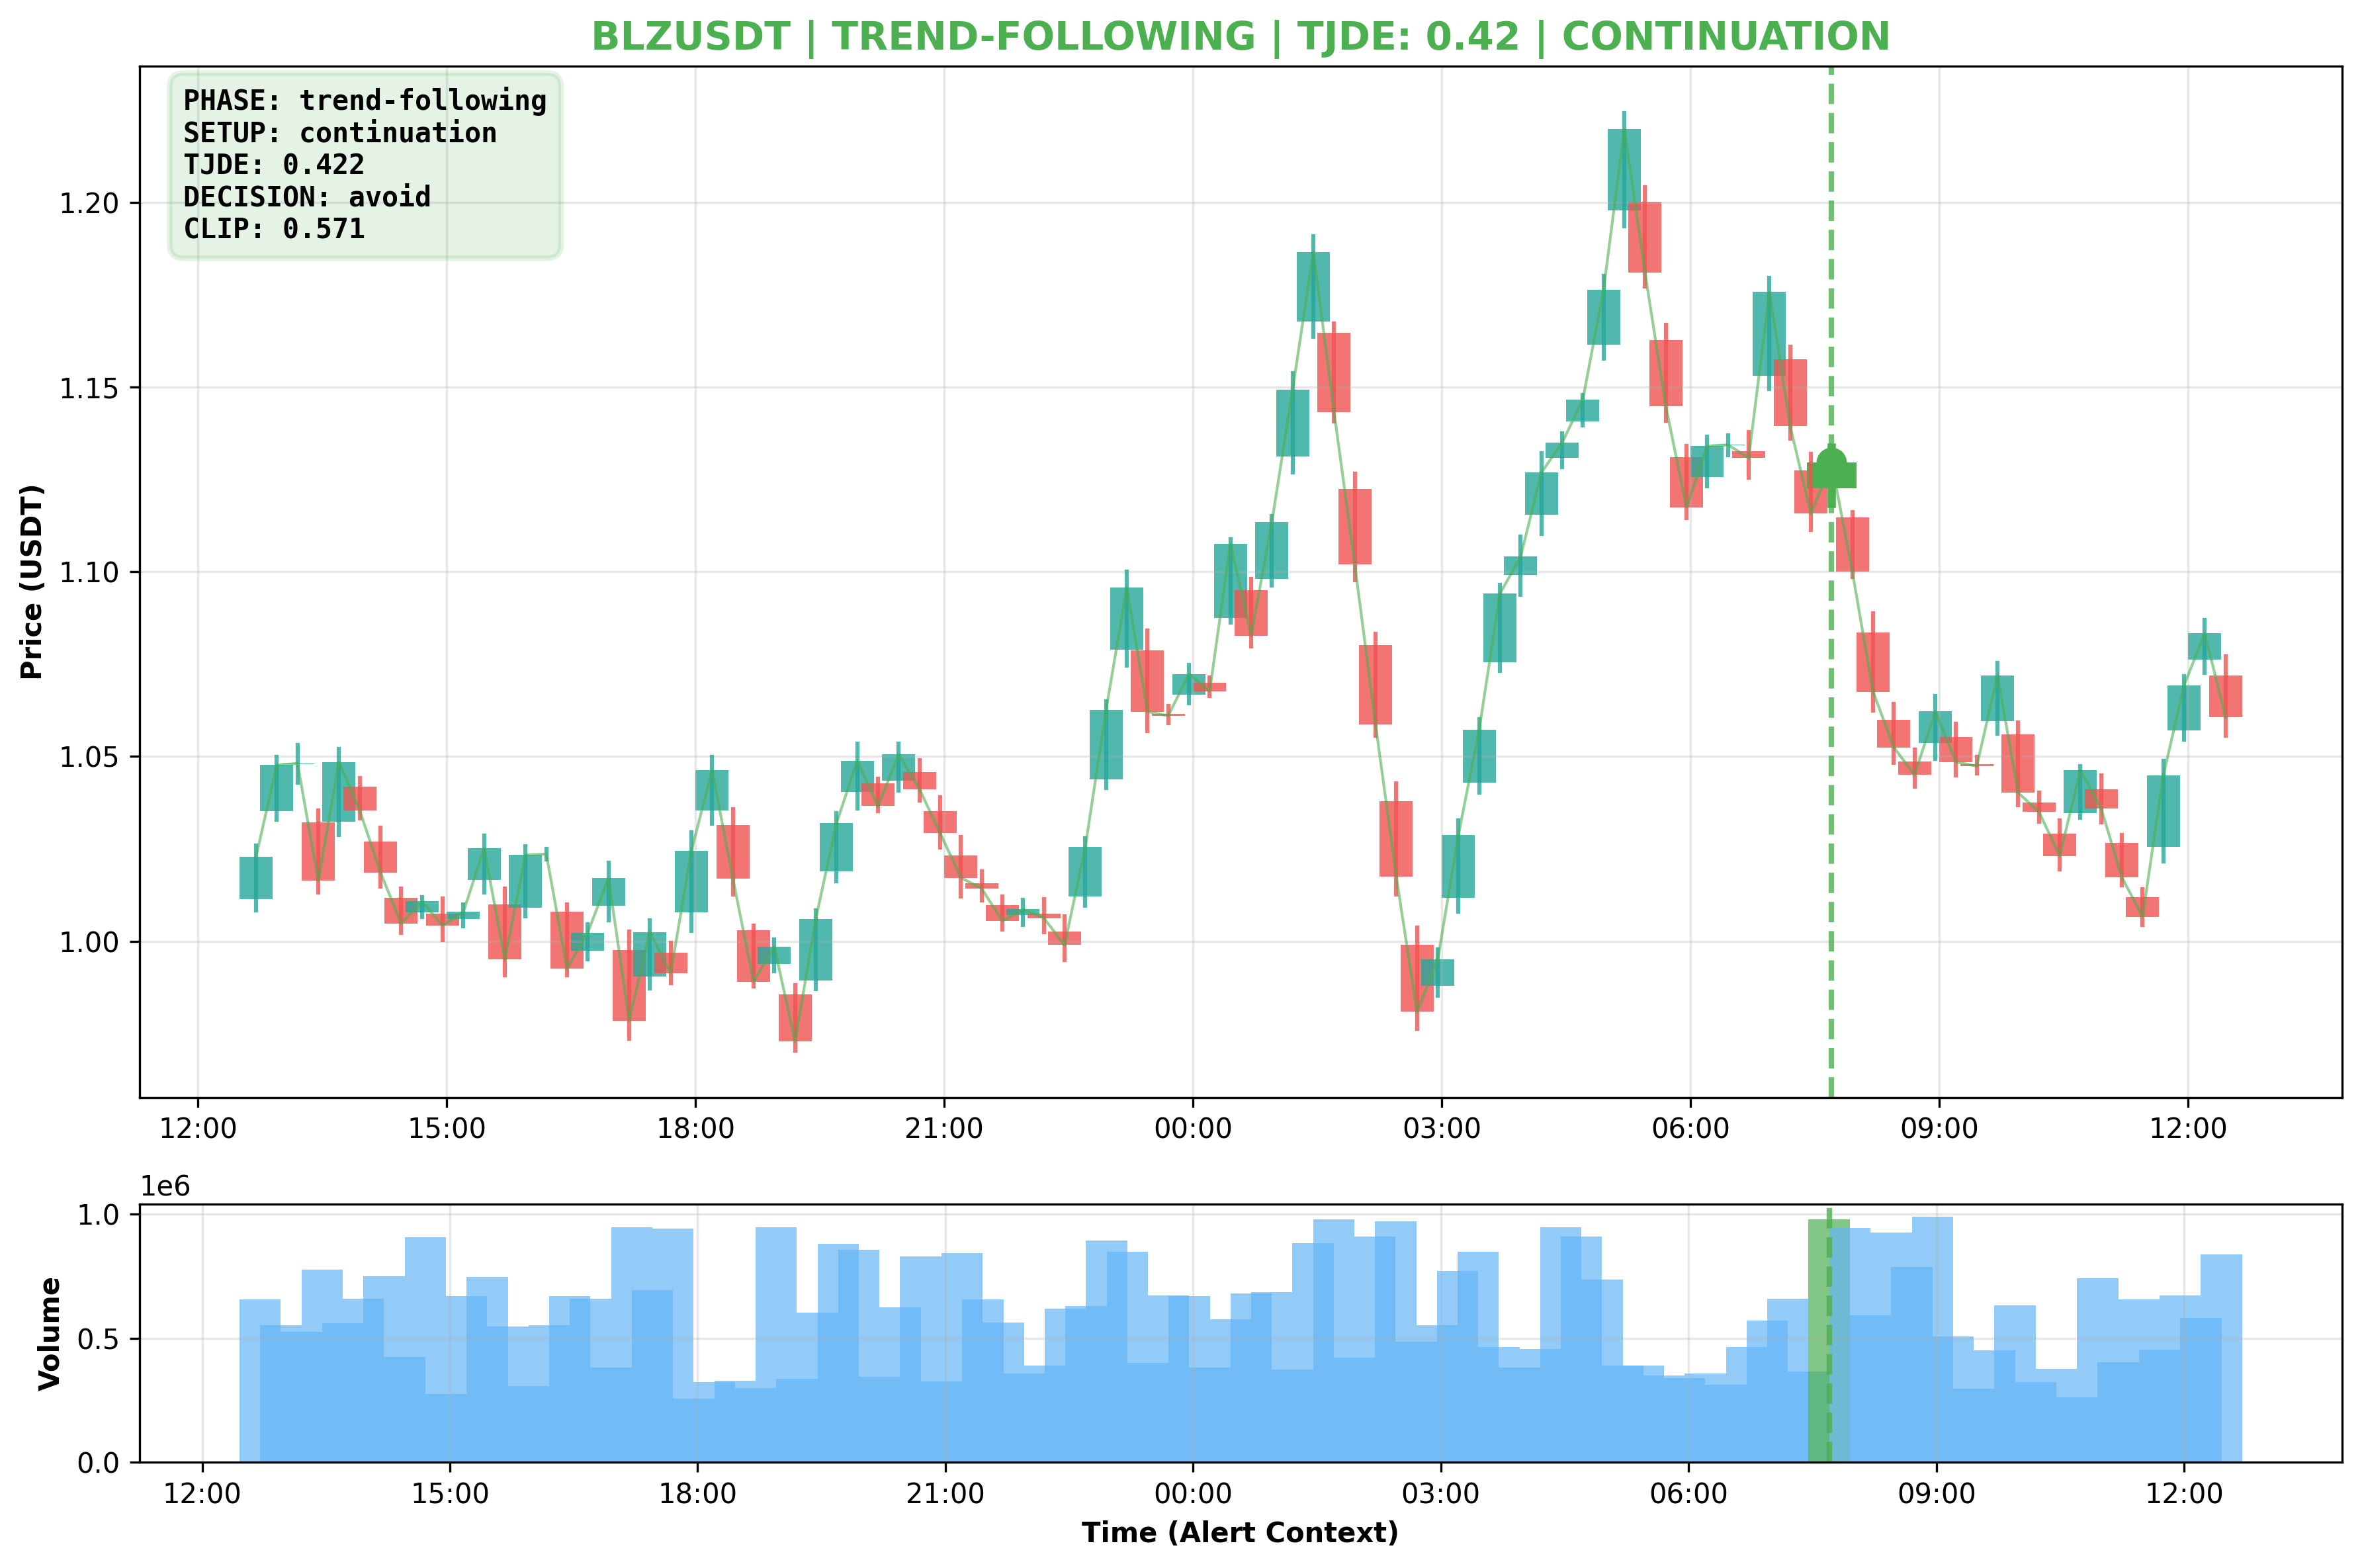 BLZUSDT | TREND-FOLLOWING | TJDE: 0.42 | CONTINUATION
PHASE: trend-following
SETUP: continuation
TJDE: 0.422
DECISION: avoid
CLIP: 0.571
Price (USDT)
1.20
1.15
1.10
1.05
1.00
12:00 15:00 18:00 21:00 00:00 03:00 06:00 09:00 12:00
1e6
Volume
1.0
0.5
0.0
12:00 15:00 18:00 21:00 00:00 03:00 06:00 09:00 12:00
Time (Alert Context)